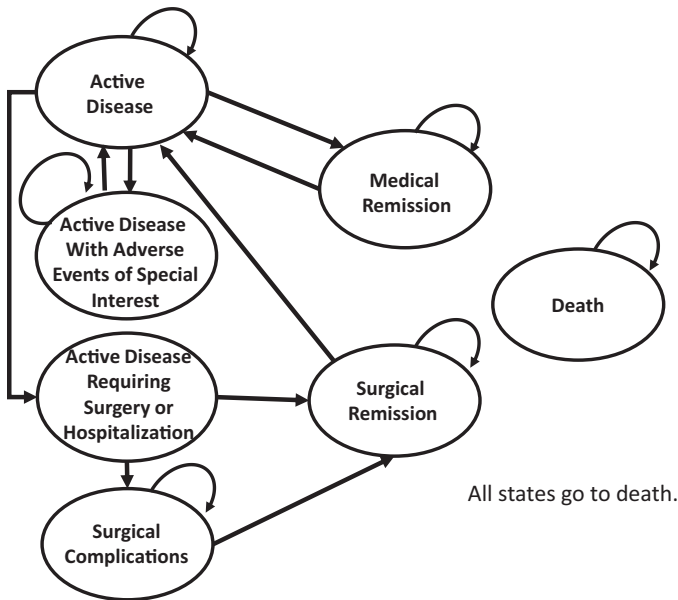 Active
Disease
Medical
Remission
Active Disease
With Adverse
Events of Special
Interest
Death
Active Disease
Requiring
Surgery or
Hospitalization
Surgical
Remission
All states go to death.
Surgical
Complications